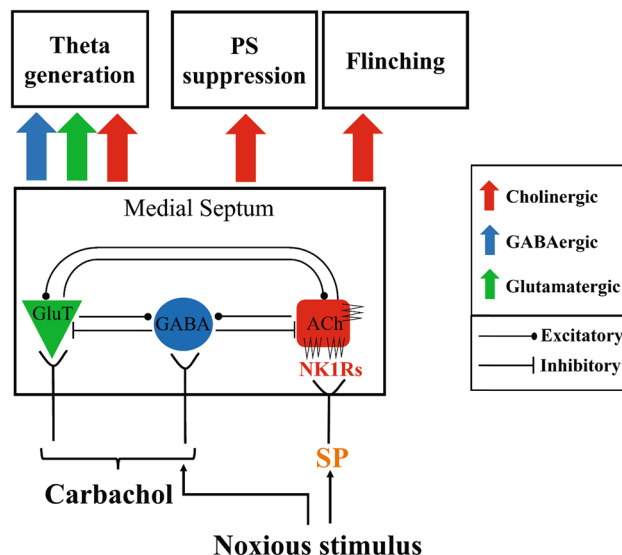 Theta
generation
PS
suppression
Flinching
Medial Septum
GluT
GABA
ACh
NK1Rs
SP
Carbachol
Noxious stimulus
Cholinergic
GABAergic
Glutamatergic
Excitatory
Inhibitory